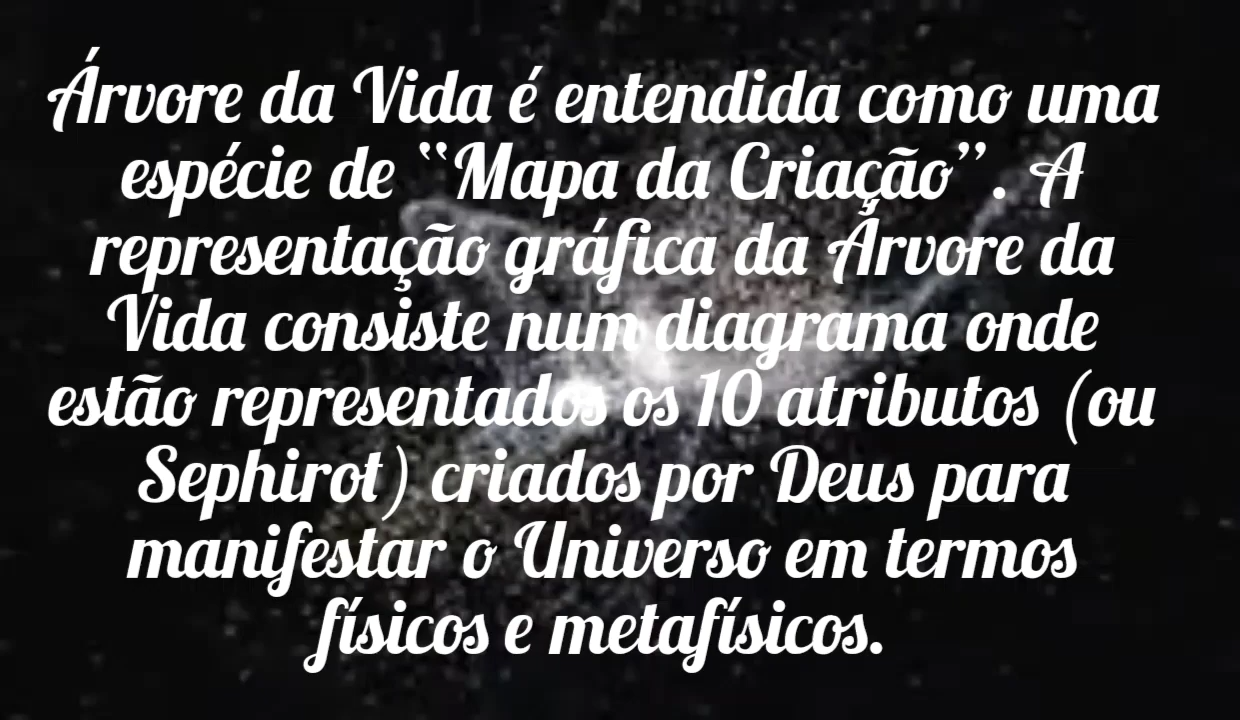 Árvore da Vida é entendida como uma
espécie de “Mapa da Criação”. A
representação gráfica da Árvore da
Vida consiste num diagrama onde
estão representados os 10 atributos (ou
Sephirot) criados por Deus para
manifestar o Universo em termos
físicos e metafísicos.